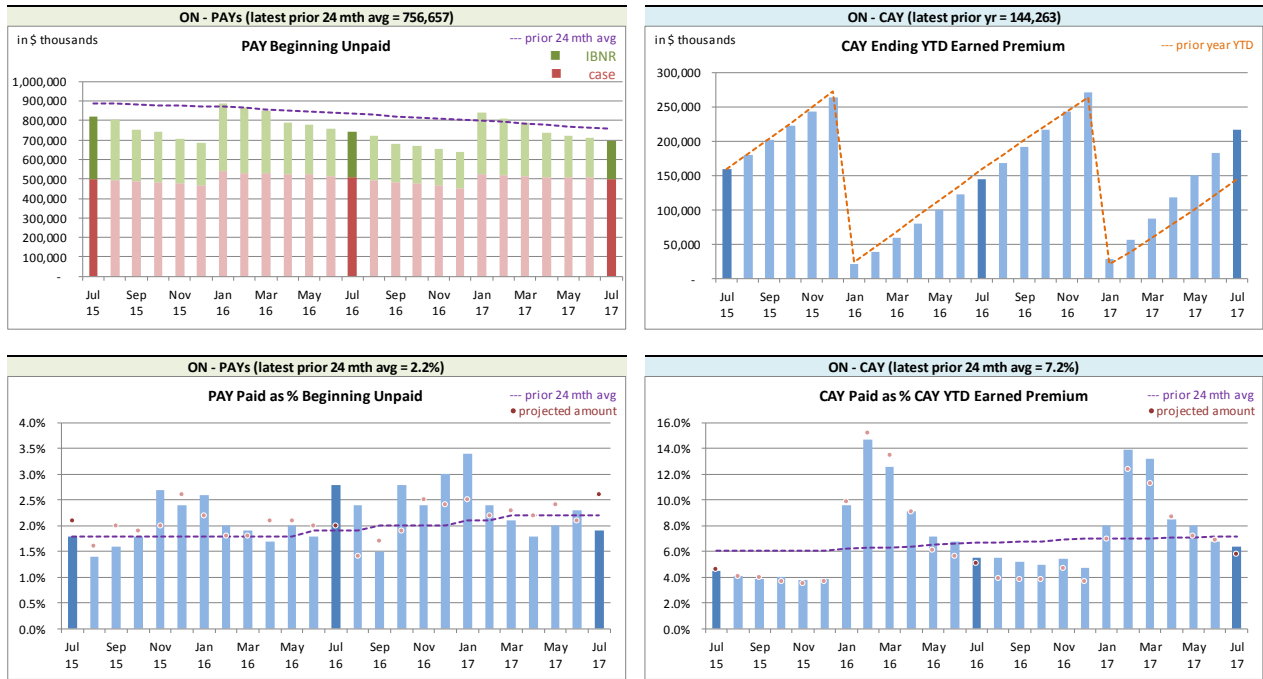 ON - PAYs (latest prior 24 mth avg = 756,657)
in $ thousands
PAY Beginning Unpaid
--- prior 24 mth avg
IBNR
case
1,000,000
900,000
800,000
700,000
600,000
500,000
400,000
300,000
200,000
100,000
-
Jul Sep Nov Jan Mar May Jul Sep Nov Jan Mar May Jul
15 15 15 16 16 16 16 16 16 17 17 17 17
ON - CAY (latest prior yr = 144,263)
in $ thousands
CAY Ending YTD Earned Premium
--- prior year YTD
300,000
250,000
200,000
150,000
100,000
50,000
-
Jul Sep Nov Jan Mar May Jul Sep Nov Jan Mar May Jul
15 15 15 16 16 16 16 16 16 17 17 17 17
ON - PAYs (latest prior 24 mth avg = 2.2%)
PAY Paid as % Beginning Unpaid
--- prior 24 mth avg
projected amount
4.0%
3.5%
3.0%
2.5%
2.0%
1.5%
1.0%
0.5%
0.0%
Jul Sep Nov Jan Mar May Jul Sep Nov Jan Mar May Jul
15 15 15 16 16 16 16 16 16 17 17 17 17
ON - CAY (latest prior 24 mth avg = 7.2%)
CAY Paid as % CAY YTD Earned Premium
--- prior 24 mth avg
projected amount
16.0%
14.0%
12.0%
10.0%
8.0%
6.0%
4.0%
2.0%
0.0%
Jul Sep Nov Jan Mar May Jul Sep Nov Jan Mar May Jul
15 15 15 16 16 16 16 16 16 17 17 17 17